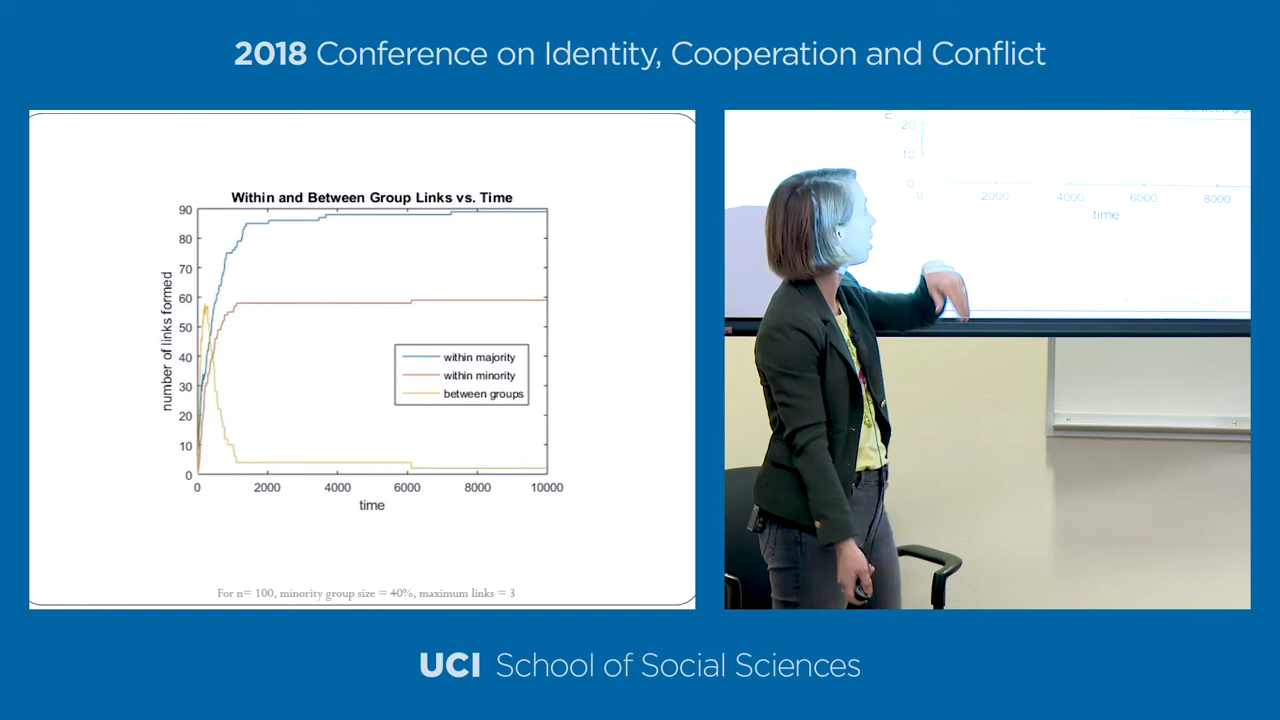 2018 Conference on Identity, Cooperation and Conflict
Within and Between Group Links vs. Time
number of links formed
90
80
70
60
50
40
30
20
10
0
within majority
within minority
between groups
0 2000 4000 6000 8000 10000
time
For n= 100, minority group size = 40%, maximum links = 3
20
10
0
0 2000 4000 6000 8000
time
UCI School of Social Sciences